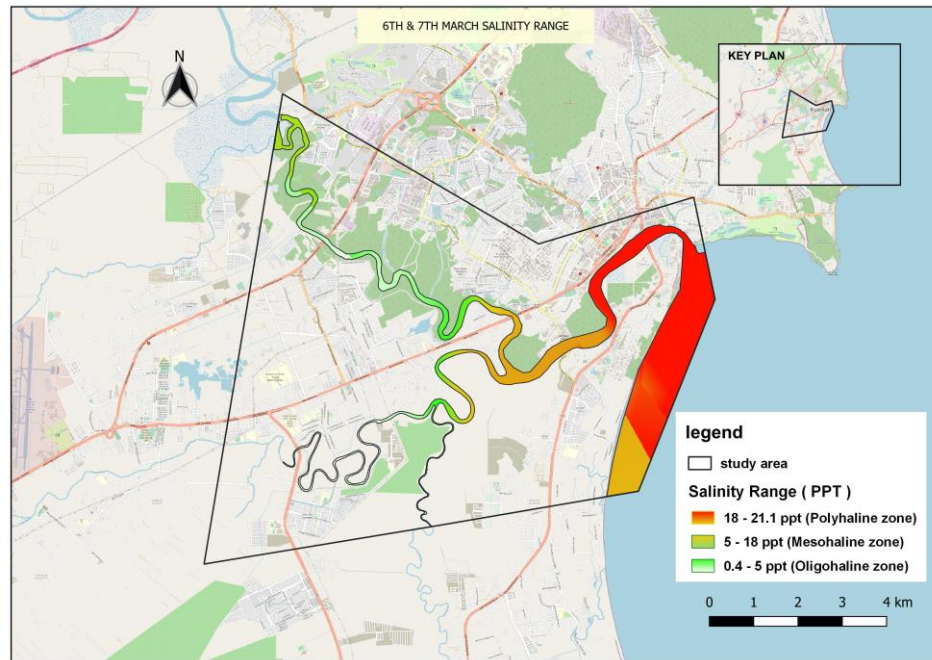 6TH & 7TH MARCH SALINITY RANGE
N
KEY PLAN
legend
study area
Salinity Range ( PPT )
18 - 21.1 ppt (Polyhaline zone)
5 - 18 ppt (Mesohaline zone)
0.4 - 5 ppt (Oligohaline zone)
0 1 2 3 4 km